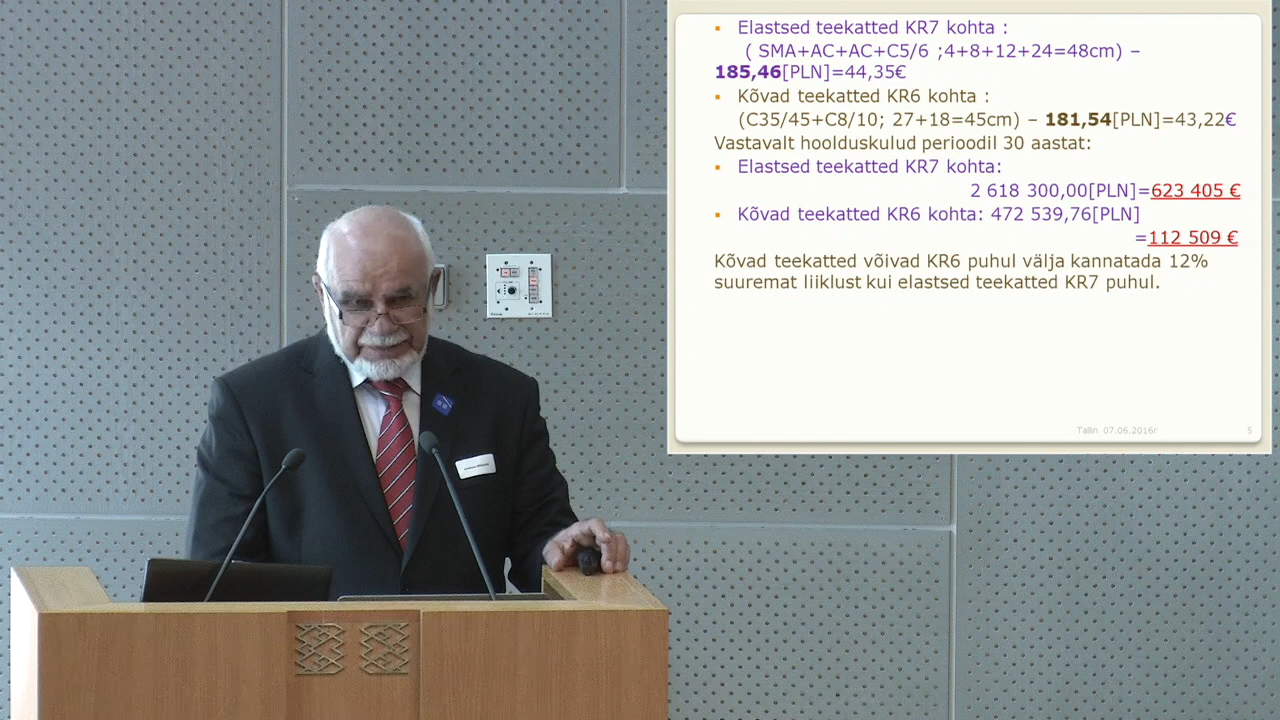 Elastsed teekatted KR7 kohta :
( SMA+AC+AC+C5/6 ;4+8+12+24=48cm) –
185,46[PLN]=44,35€
Kõvad teekatted KR6 kohta :
(C35/45+C8/10; 27+18=45cm) – 181,54[PLN]=43,22€
Vastavalt hoolduskulud perioodil 30 aastat:
Elastsed teekatted KR7 kohta:
2 618 300,00[PLN]=623 405 €
Kõvad teekatted KR6 kohta: 472 539,76[PLN]
=112 509 €
Kõvad teekatted võivad KR6 puhul välja kannatada 12%
suuremat liiklust kui elastsed teekatted KR7 puhul.
Tallin 07.06.2016r
5